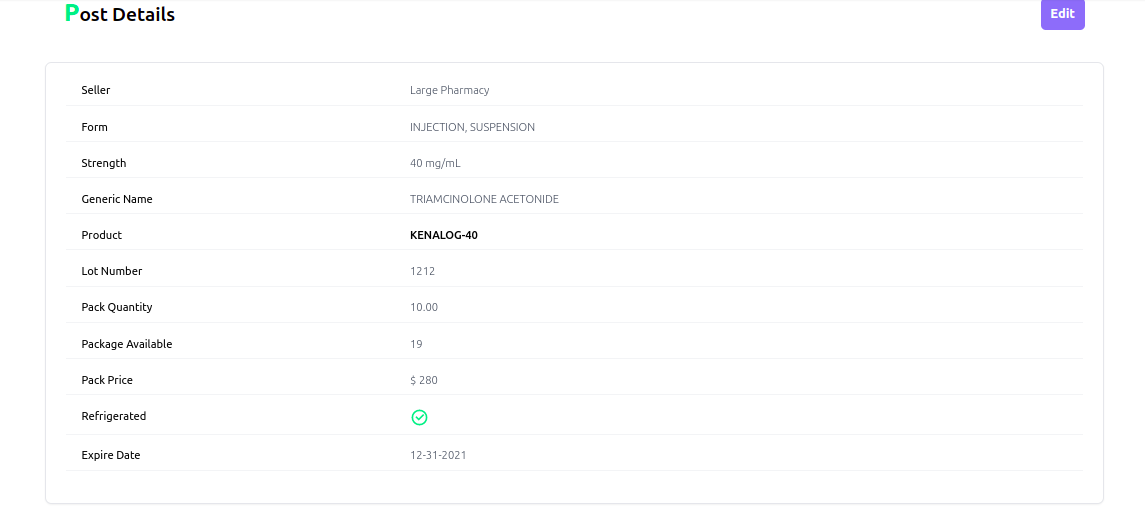 Post Details
Edit
Seller Large Pharmacy
Form INJECTION, SUSPENSION
Strength 40 mg/mL
Generic Name TRIAMCINOLONE ACETONIDE
Product KENALOG-40
Lot Number 1212
Pack Quantity 10.00
Package Available 19
Pack Price $ 280
Refrigerated
Expire Date 12-31-2021